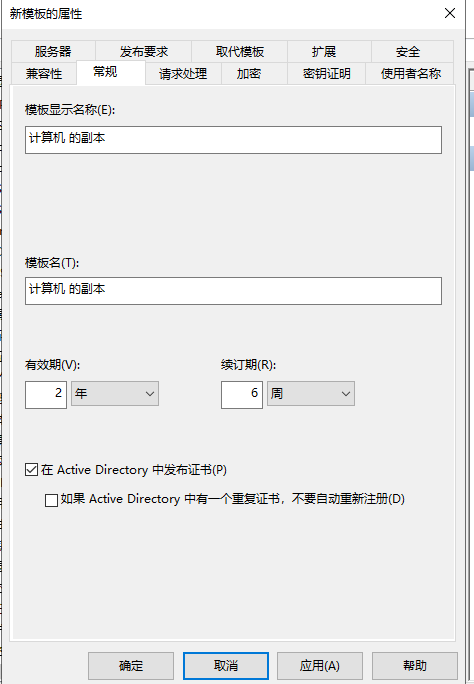 新模板的属性
服务器 发布要求 取代模板 扩展 安全
兼容性 常规 请求处理 加密 密钥证明 使用者名称
模板显示名称(E):
计算机 的副本
模板名(T):
计算机 的副本
有效期(V): 续订期(R):
2 年 6 周
在 Active Directory 中发布证书(P)
如果 Active Directory 中有一个重复证书，不要自动重新注册(D)
确定 取消 应用(A) 帮助